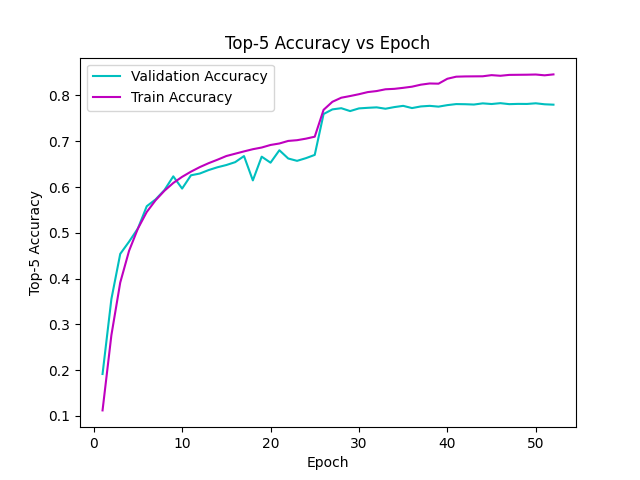 Top-5 Accuracy vs Epoch
Validation Accuracy
Train Accuracy
0.8
0.7
0.6
0.5
0.4
0.3
0.2
0.1
Top-5 Accuracy
0 10 20 30 40 50
Epoch